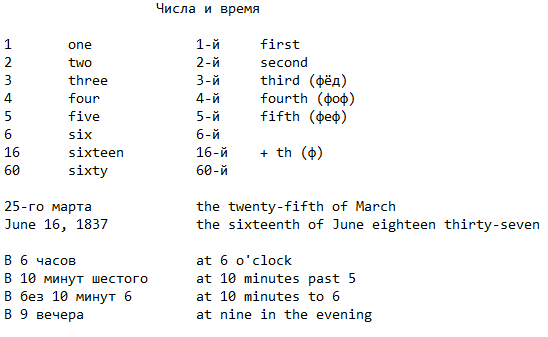 Числа и время
1 one 1-й first
2 two 2-й second
3 three 3-й third (фёд)
4 four 4-й fourth (фоф)
5 five 5-й fifth (феф)
6 six 6-й
16 sixteen 16-й + th (ф)
60 sixty 60-й
25-го марта the twenty-fifth of March
June 16, 1837 the sixteenth of June eighteen thirty-seven
В 6 часов at 6 o'clock
В 10 минут шестого at 10 minutes past 5
В без 10 минут 6 at 10 minutes to 6
В 9 вечера at nine in the evening